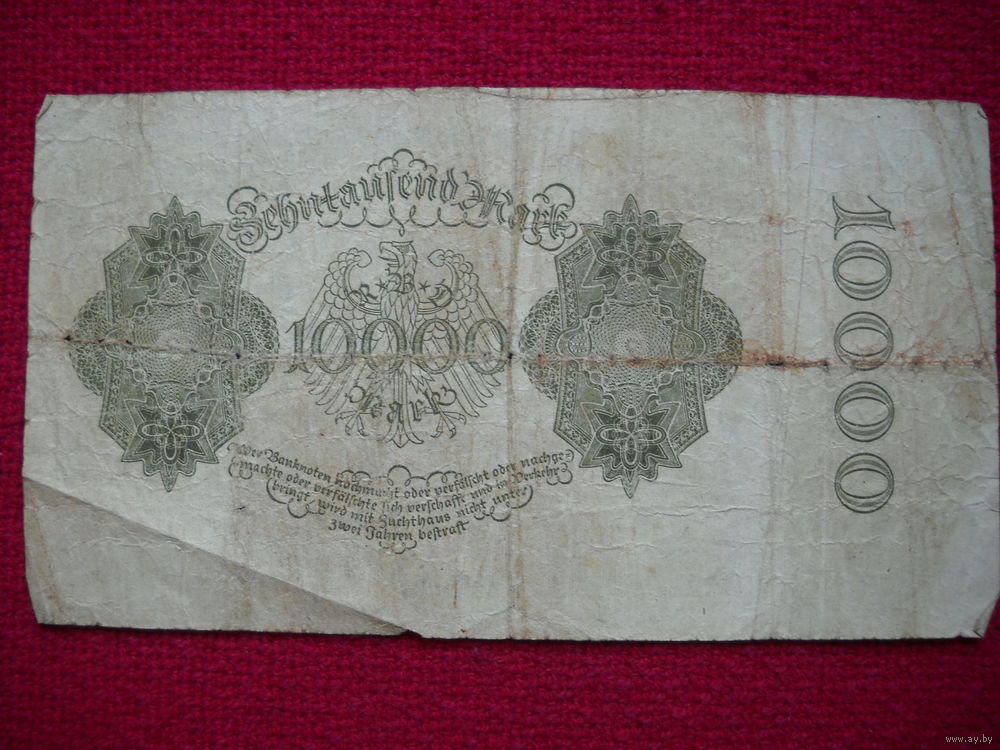 Zehntausend Mark
10000
Mark
Wer Banknoten nachmacht oder verfälscht oder nachge=
machte oder verfälschte sich verschafft und in Verkehr
bringt, wird mit Zuchthaus nicht unter
zwei Jahren bestraft
10000
www.ay.by